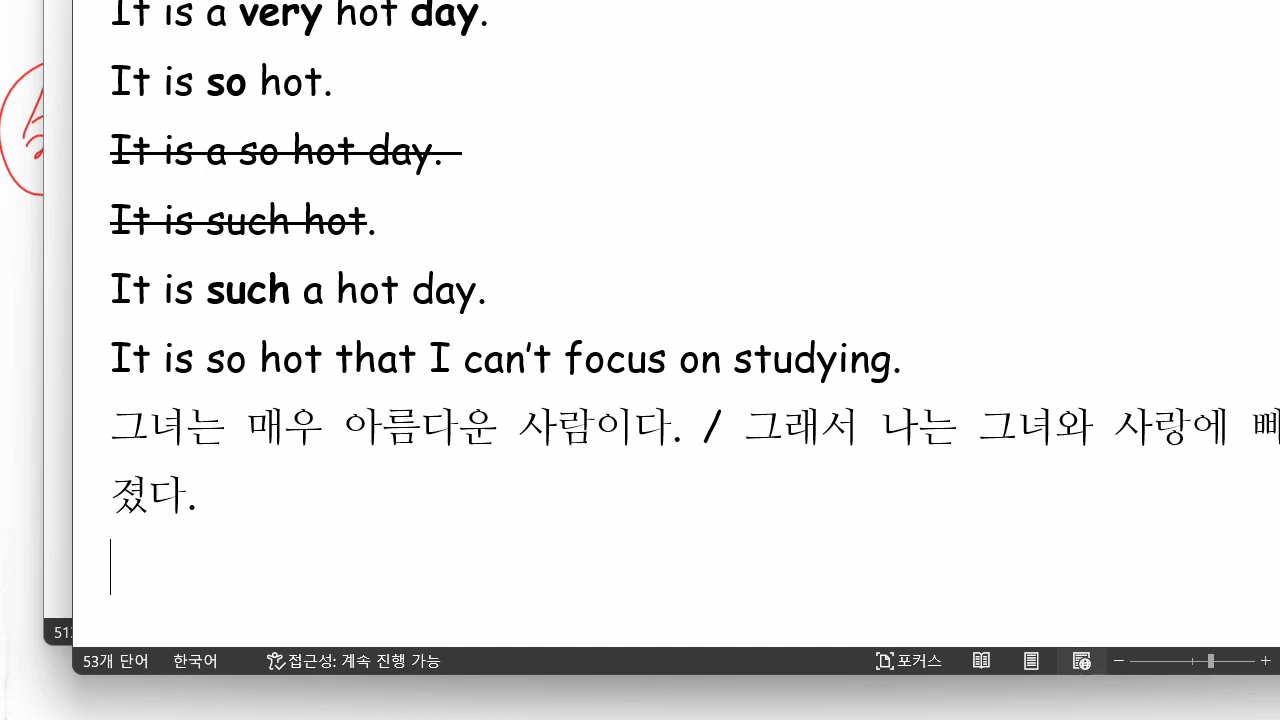 It is a very hot day.
It is so hot.
It is a so hot day.
It is such hot.
It is such a hot day.
It is so hot that I can't focus on studying.
그녀는 매우 아름다운 사람이다. / 그래서 나는 그녀와 사랑에 빠
졌다.
53개 단어 한국어 접근성: 계속 진행 가능 포커스